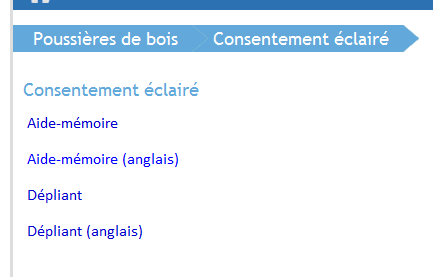 Poussières de bois Consentement éclairé
Consentement éclairé
Aide-mémoire
Aide-mémoire (anglais)
Dépliant
Dépliant (anglais)